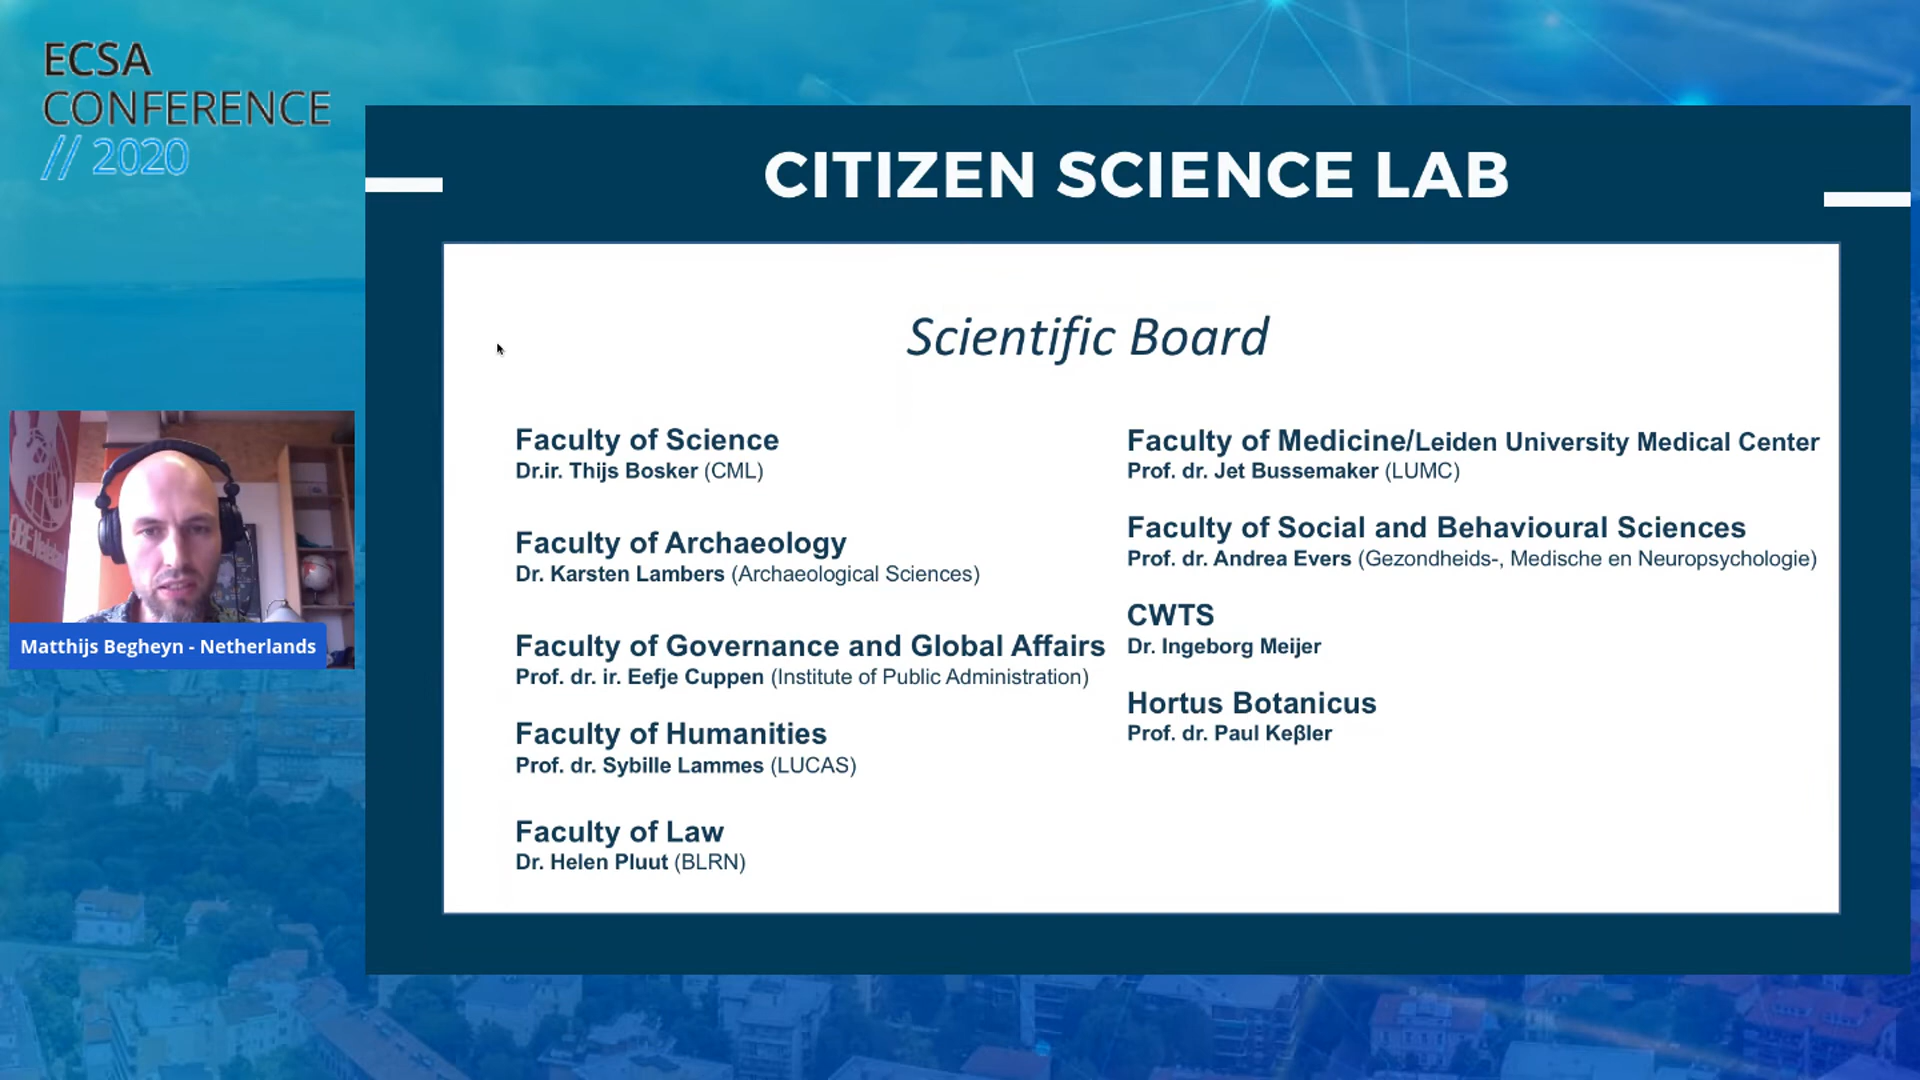 ECSA
CONFERENCE
// 2020
CITIZEN SCIENCE LAB
Scientific Board
Faculty of Science
Dr.ir. Thijs Bosker (CML)
Faculty of Archaeology
Dr. Karsten Lambers (Archaeological Sciences)
Faculty of Governance and Global Affairs
Prof. dr. ir. Eefje Cuppen (Institute of Public Administration)
Faculty of Humanities
Prof. dr. Sybille Lammes (LUCAS)
Faculty of Law
Dr. Helen Pluut (BLRN)
Faculty of Medicine/Leiden University Medical Center
Prof. dr. Jet Bussemaker (LUMC)
Faculty of Social and Behavioural Sciences
Prof. dr. Andrea Evers (Gezondheids-, Medische en Neuropsychologie)
CWTS
Dr. Ingeborg Meijer
Hortus Botanicus
Prof. dr. Paul Keβler
Matthijs Begheyn - Netherlands